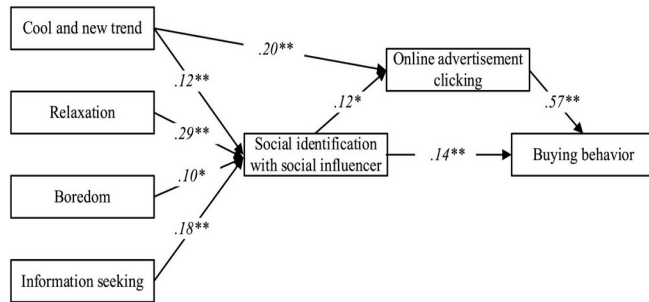 Cool and new trend
.20**
Online advertisement
clicking
.12**
.12*
.57**
Relaxation
.29**
Social identification
with social influencer
.14**
Buying behavior
Boredom
.10*
.18**
Information seeking